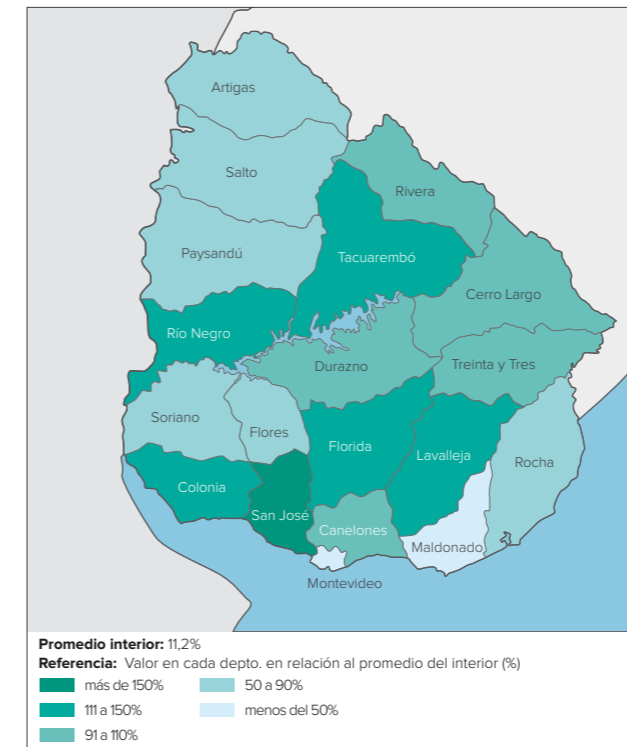 Artigas
Salto
Rivera
Paysandú
Tacuarembó
Cerro Largo
Río Negro
Durazno
Treinta y Tres
Soriano
Flores
Florida
Lavalleja
Rocha
Colonia
San José
Canelones
Maldonado
Montevideo
Promedio interior: 11,2%
Referencia: Valor en cada depto. en relación al promedio del interior (%)
más de 150%
50 a 90%
111 a 150%
menos del 50%
91 a 110%